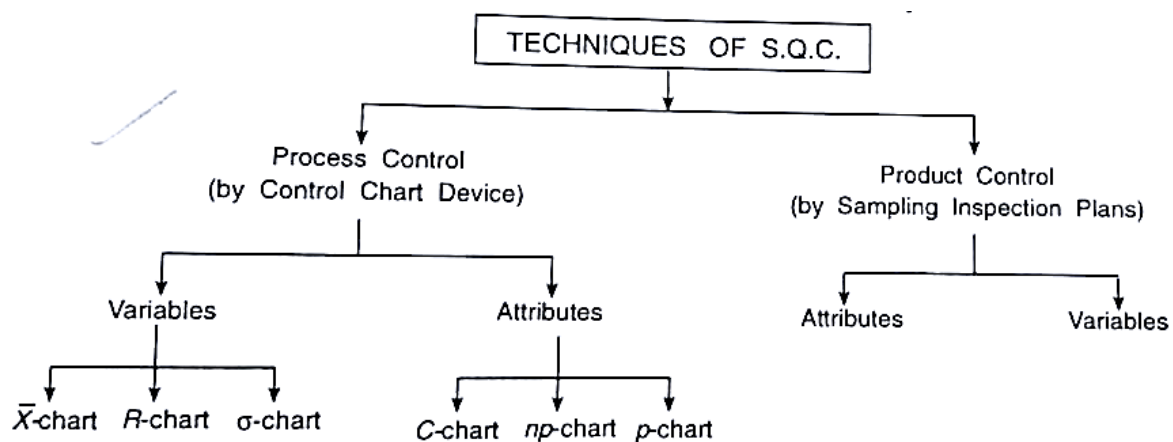 TECHNIQUES OF S.Q.C.
Process Control
(by Control Chart Device)
Product Control
(by Sampling Inspection Plans)
Variables
Attributes
Attributes
Variables
X̅-chart
R-chart
σ-chart
C-chart
np-chart
p-chart